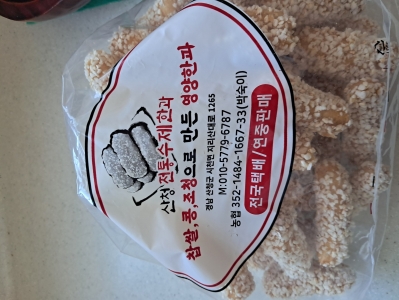 산청전통수제한과
찹쌀,콩,조청으로 만든 영양한과
경남 산청군 시천면 지리산대로 1265
M:010-5779-6787
농협 352-1484-1667-33(박숙이)
전국택배/연중판매